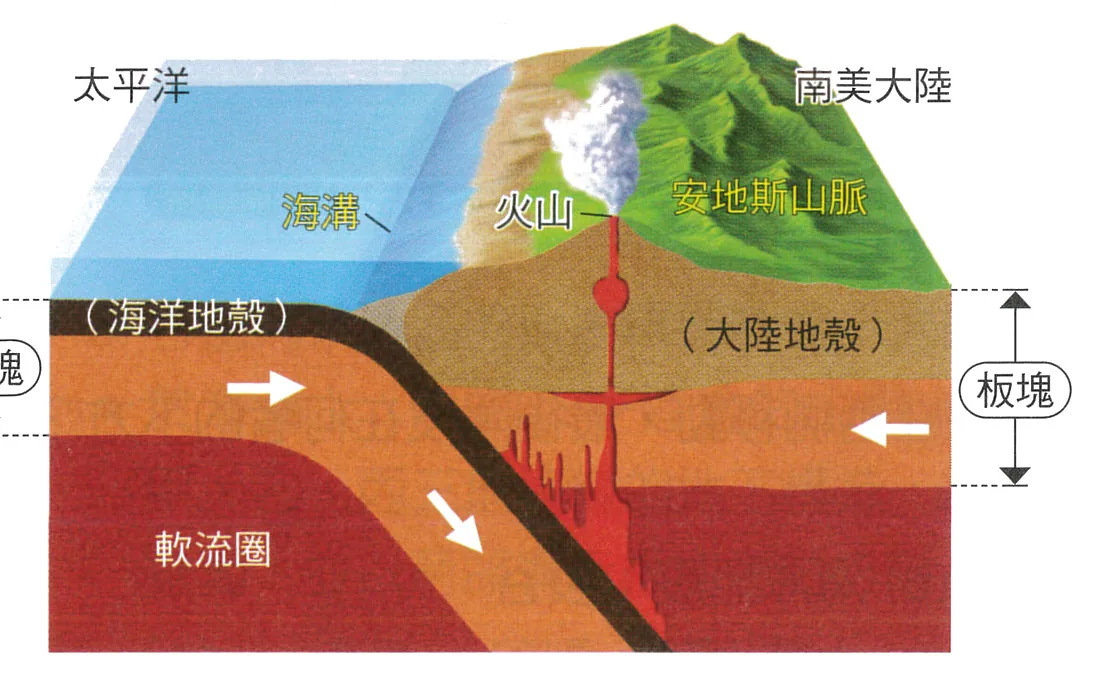 太平洋
南美大陸
海溝
火山
安地斯山脈
（海洋地殼）
（大陸地殼）
塊
板塊
軟流圈